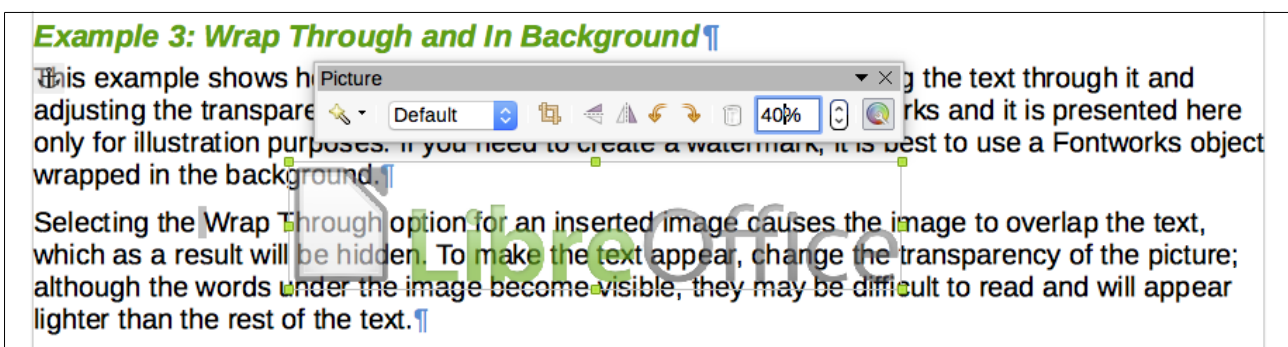 Example 3: Wrap Through and In Background¶
This example shows h
Picture
g the text through it and
adjusting the transpare
Default
40%
rks and it is presented here
only for illustration purposes. If you need to create a watermark, it is best to use a Fontworks object
wrapped in the background.¶
Selecting the Wrap Through option for an inserted image causes the image to overlap the text,
LibreOffice
which as a result will be hidden. To make the text appear, change the transparency of the picture;
although the words under the image become visible, they may be difficult to read and will appear
lighter than the rest of the text.¶